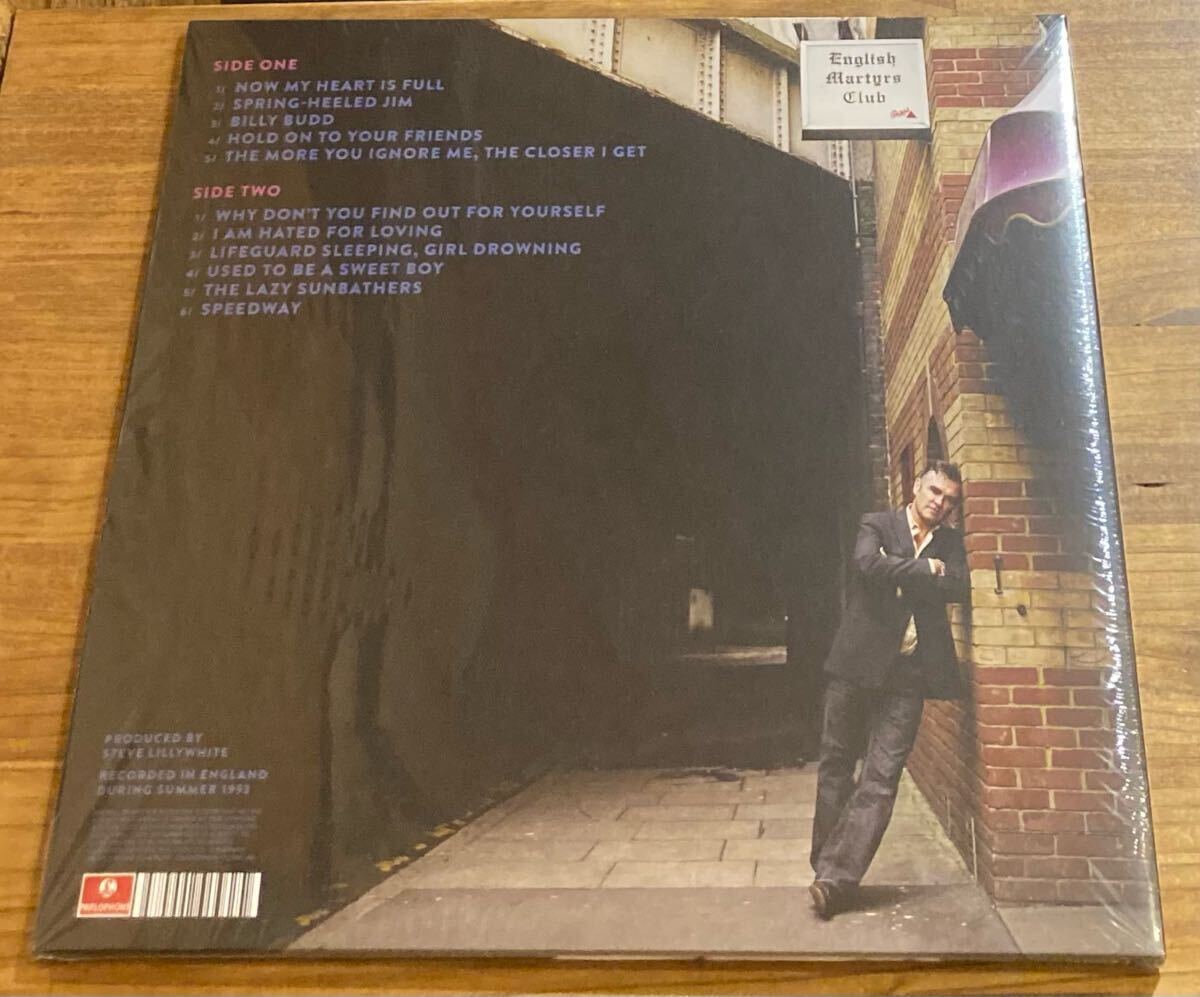 SIDE ONE
1/ NOW MY HEART IS FULL
2/ SPRING-HEELED JIM
3/ BILLY BUDD
4/ HOLD ON TO YOUR FRIENDS
5/ THE MORE YOU IGNORE ME, THE CLOSER I GET
SIDE TWO
1/ WHY DON'T YOU FIND OUT FOR YOURSELF
2/ I AM HATED FOR LOVING
3/ LIFEGUARD SLEEPING, GIRL DROWNING
4/ USED TO BE A SWEET BOY
5/ THE LAZY SUNBATHERS
6/ SPEEDWAY
English
Martyrs
Club
PRODUCED BY
STEVE LILLYWHITE
RECORDED IN ENGLAND
DURING SUMMER 1993
PARLOPHONE